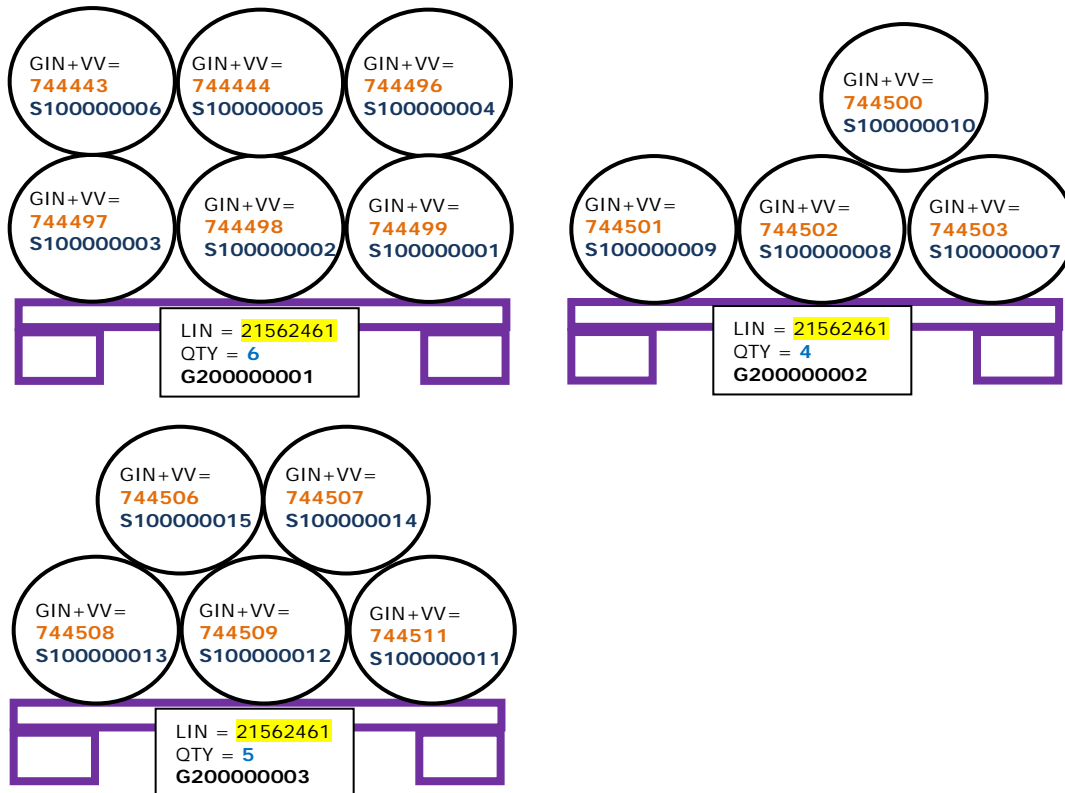 GIN+VV=
744443
S100000006
GIN+VV=
744444
S100000005
GIN+VV=
744496
S100000004
GIN+VV=
744497
S100000003
GIN+VV=
744498
S100000002
GIN+VV=
744499
S100000001
LIN = 21562461
QTY = 6
G200000001
GIN+VV=
744500
S100000010
GIN+VV=
744501
S100000009
GIN+VV=
744502
S100000008
GIN+VV=
744503
S100000007
LIN = 21562461
QTY = 4
G200000002
GIN+VV=
744506
S100000015
GIN+VV=
744507
S100000014
GIN+VV=
744508
S100000013
GIN+VV=
744509
S100000012
GIN+VV=
744511
S100000011
LIN = 21562461
QTY = 5
G200000003